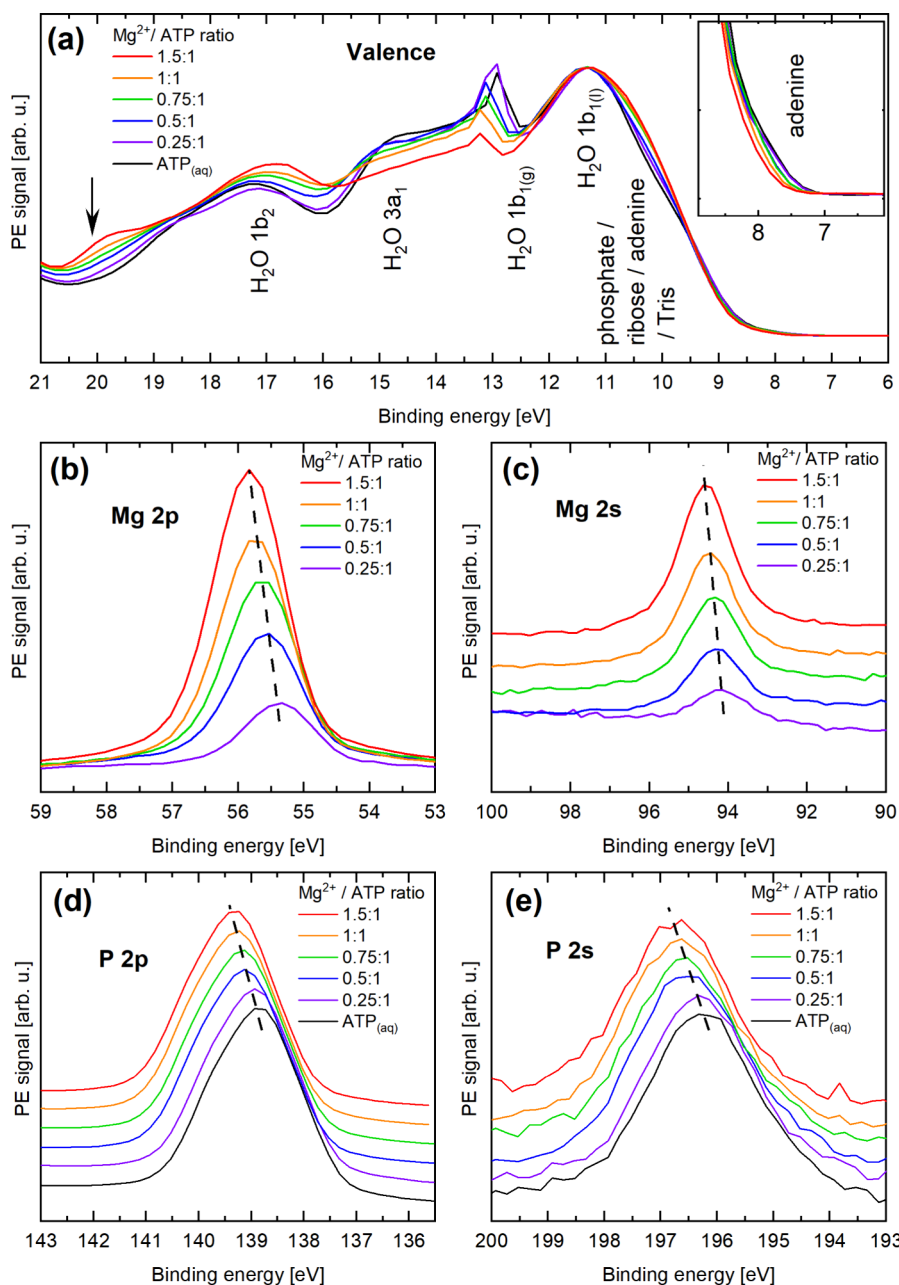 (a)
Mg²⁺/ ATP ratio
1.5:1
1:1
0.75:1
0.5:1
0.25:1
ATP(aq)
Valence
adenine
8 7
H₂O 1b₂
H₂O 3a₁
H₂O 1b₁(g)
H₂O 1b₁(l)
phosphate /
ribose / adenine
/ Tris
PE signal [arb. u.]
21 20 19 18 17 16 15 14 13 12 11 10 9 8 7 6
Binding energy [eV]
(b)
Mg 2p
Mg²⁺/ ATP ratio
1.5:1
1:1
0.75:1
0.5:1
0.25:1
PE signal [arb. u.]
59 58 57 56 55 54 53
Binding energy [eV]
(c)
Mg 2s
Mg²⁺/ ATP ratio
1.5:1
1:1
0.75:1
0.5:1
0.25:1
PE signal [arb. u.]
100 98 96 94 92 90
Binding energy [eV]
(d)
P 2p
Mg²⁺ / ATP ratio
1.5:1
1:1
0.75:1
0.5:1
0.25:1
ATP(aq)
PE signal [arb. u.]
143 142 141 140 139 138 137 136
Binding energy [eV]
(e)
P 2s
Mg²⁺ / ATP ratio
1.5:1
1:1
0.75:1
0.5:1
0.25:1
ATP(aq)
PE signal [arb. u.]
200 199 198 197 196 195 194 193
Binding energy [eV]